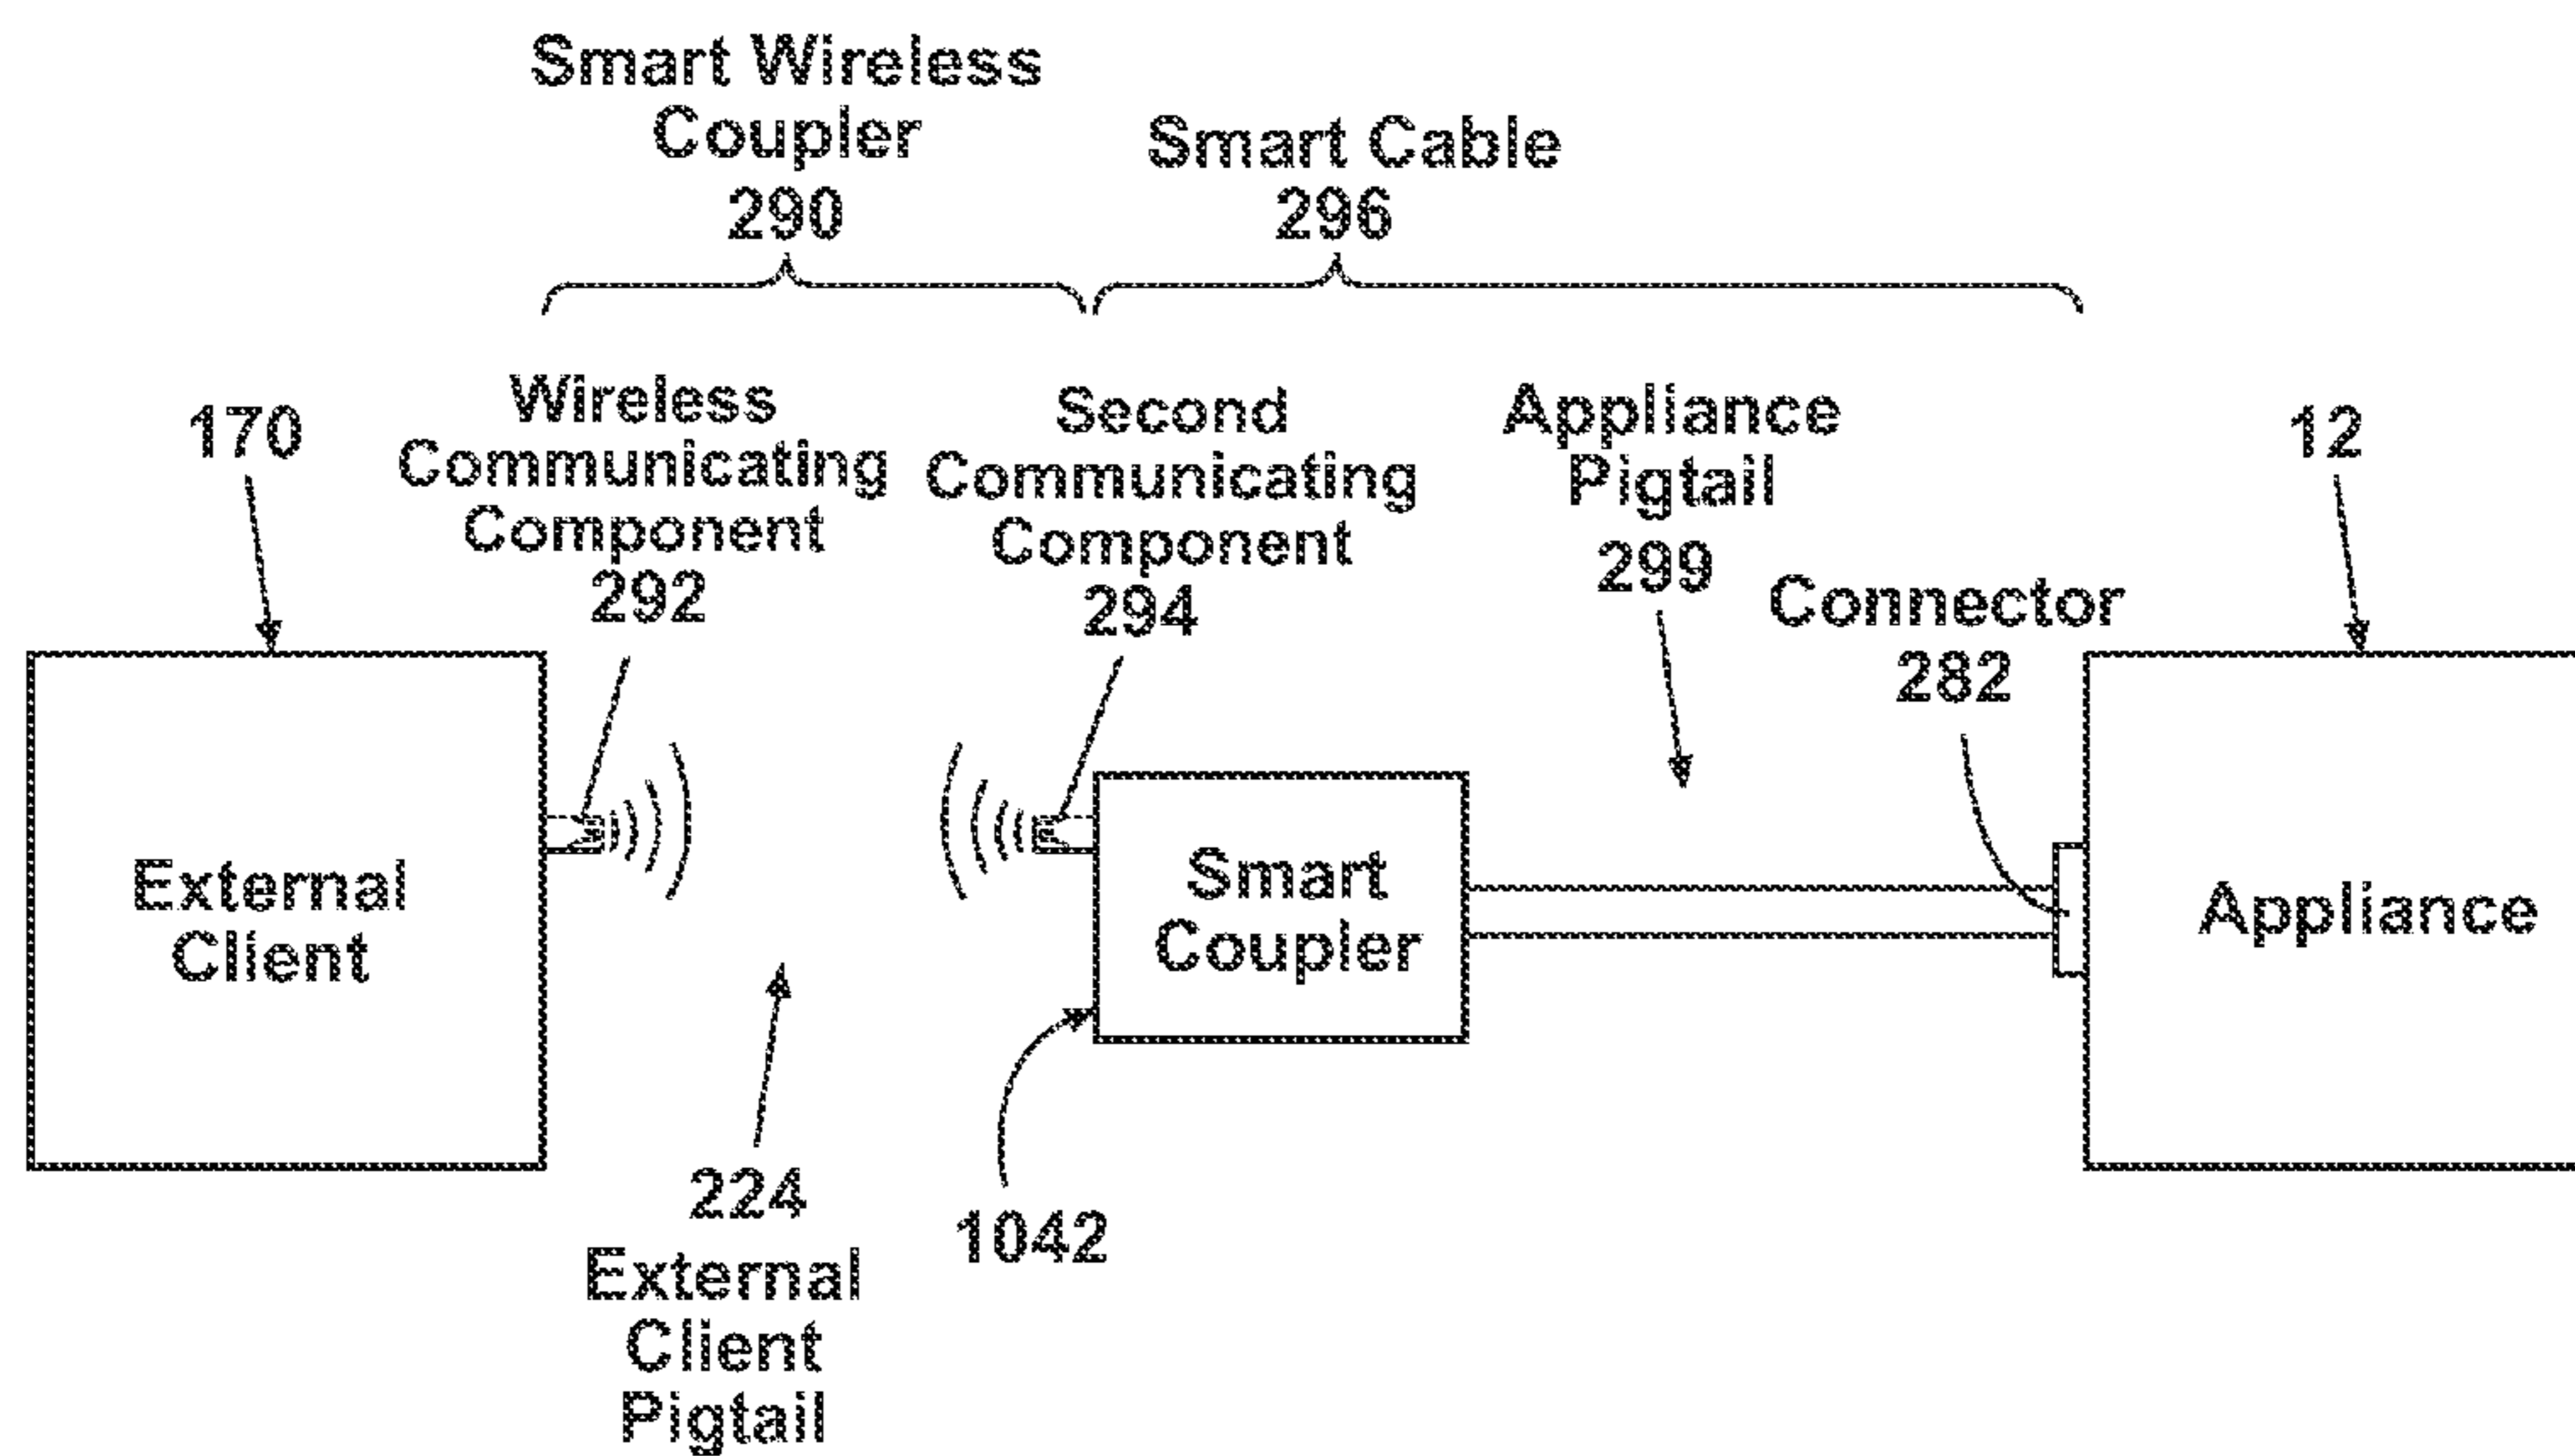 Smart Wireless
Coupler
290
Smart Cable
296
170
Wireless
Communicating
Component
292
Second
Communicating
Component
294
Appliance
Pigtail
299
Connector
282
12
External
Client
Smart
Coupler
Appliance
224
External
Client
Pigtail
1042